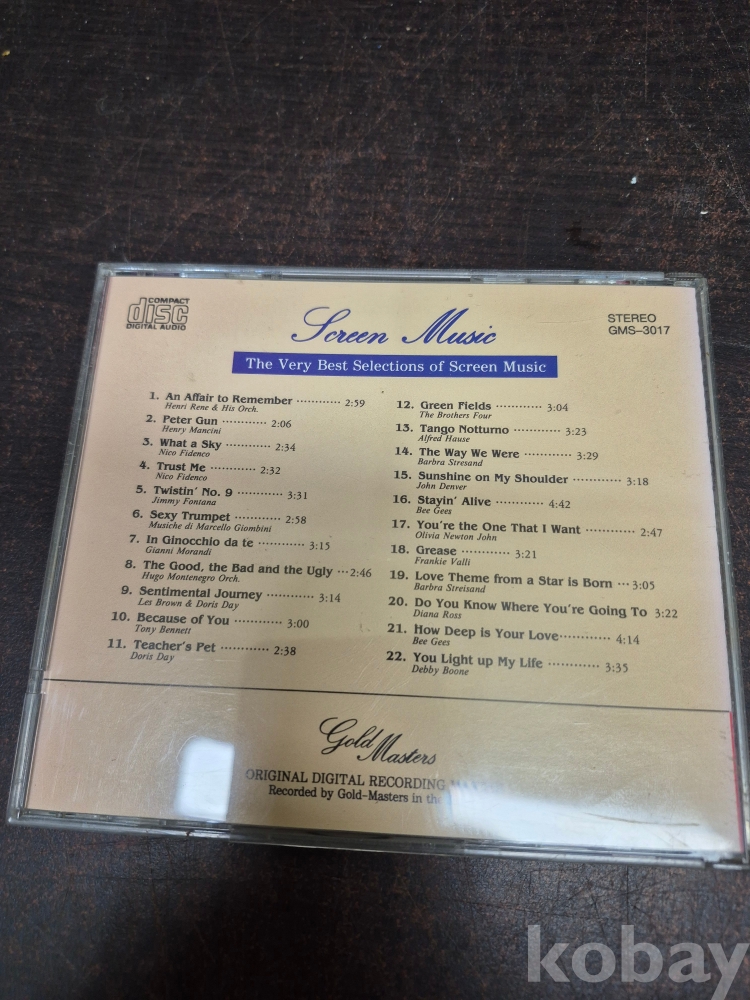 COMPACT
disc
DIGITAL AUDIO
Screen Music
STEREO
GMS-3017
The Very Best Selections of Screen Music
1. An Affair to Remember ............ 2:59
Henri Rene & His Orch.
2. Peter Gun ............ 2:06
Henry Mancini
3. What a Sky ............ 2:34
Nico Fidenco
4. Trust Me ............ 2:32
Nico Fidenco
5. Twistin' No. 9 ............ 3:31
Jimmy Fontana
6. Sexy Trumpet ............ 2:58
Musiche di Marcello Giombini
7. In Ginocchio da te ............ 3:15
Gianni Morandi
8. The Good, the Bad and the Ugly ... 2:46
Hugo Montenegro Orch.
9. Sentimental Journey ............ 3:14
Les Brown & Doris Day
10. Because of You ............ 3:00
Tony Bennett
11. Teacher's Pet ............ 2:38
Doris Day
12. Green Fields ............ 3:04
The Brothers Four
13. Tango Notturno ............ 3:23
Alfred Hause
14. The Way We Were ............ 3:29
Barbra Stresand
15. Sunshine on My Shoulder ............ 3:18
John Denver
16. Stayin' Alive ............ 4:42
Bee Gees
17. You're the One That I Want ............ 2:47
Olivia Newton John
18. Grease ............ 3:21
Frankie Valli
19. Love Theme from a Star is Born ... 3:05
Barbra Streisand
20. Do You Know Where You're Going To 3:22
Diana Ross
21. How Deep is Your Love............ 4:14
Bee Gees
22. You Light up My Life ............ 3:35
Debby Boone
Gold Masters
ORIGINAL DIGITAL RECORDING
Recorded by Gold-Masters in the
kobay